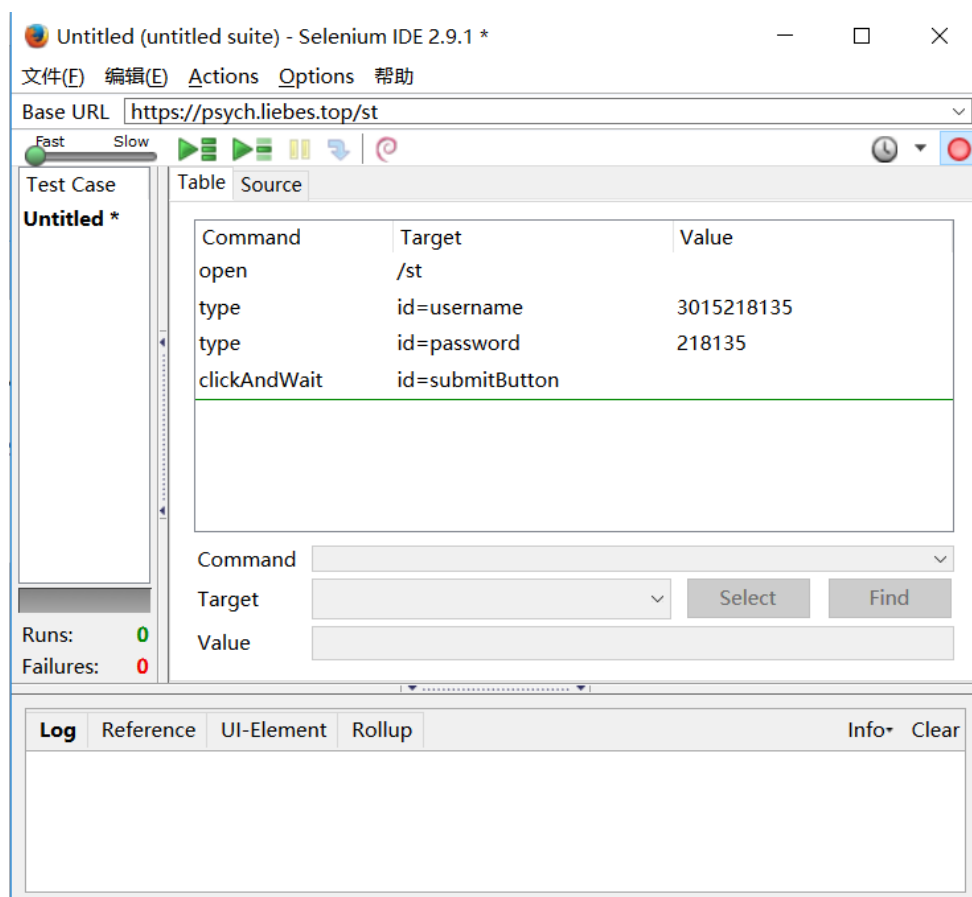 Untitled (untitled suite) - Selenium IDE 2.9.1 *
文件(F) 编辑(E) Actions Options 帮助
Base URL https://psych.liebes.top/st
Fast Slow
Test Case
Untitled *
Table Source
Command Target Value
open /st
type id=username 3015218135
type id=password 218135
clickAndWait id=submitButton
Command
Target Select Find
Value
Runs: 0
Failures: 0
Log Reference UI-Element Rollup Info Clear